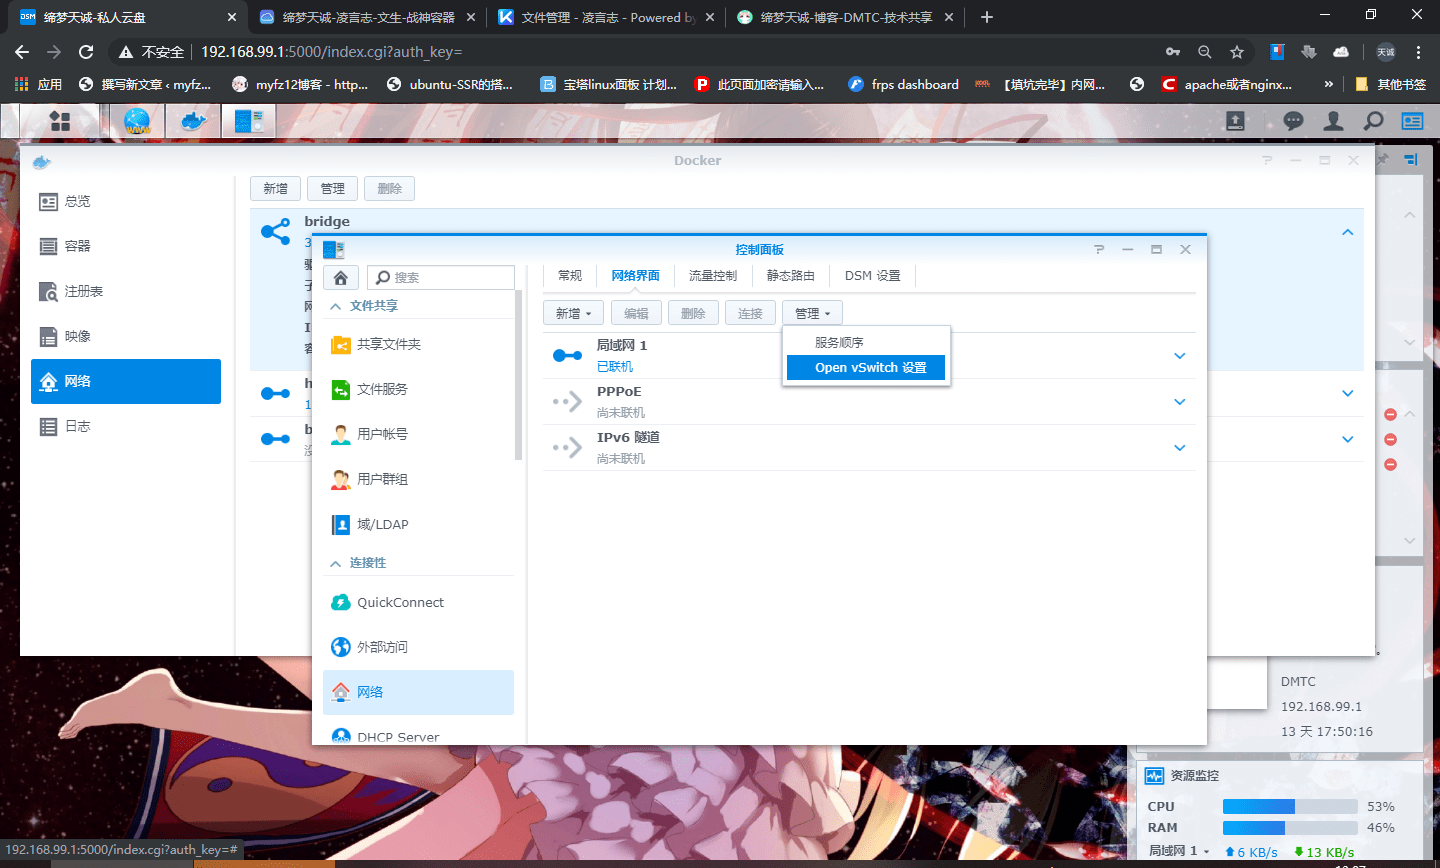 DSM 缔梦天诚-私人云盘
缔梦天诚-凌言志-文生-战神容器
文件管理 - 凌言志 - Powered by
缔梦天诚-博客-DMTC-技术共享
不安全 192.168.99.1:5000/index.cgi?auth_key=
天诚
应用
撰写新文章 ‹ myfz...
myfz12博客 - http...
ubuntu-SSR的搭...
宝塔linux面板 计划...
此页面加密请输入...
frps dashboard
【填坑完毕】内网...
apache或者nginx...
»
其他书签
WWW
Docker
总览
容器
注册表
映像
网络
日志
新增 管理 删除
bridge
3
子
网
I
容
h
1
b
没
控制面板
搜索
文件共享
共享文件夹
文件服务
用户帐号
用户群组
域/LDAP
连接性
QuickConnect
外部访问
网络
DHCP Server
常规 网络界面 流量控制 静态路由 DSM 设置
新增 编辑 删除 连接 管理
服务顺序
Open vSwitch 设置
局域网 1
已联机
PPPoE
尚未联机
IPv6 隧道
尚未联机
DMTC
192.168.99.1
13 天 17:50:16
资源监控
CPU 53%
RAM 46%
局域网 1 6 KB/s 13 KB/s
192.168.99.1:5000/index.cgi?auth_key=#